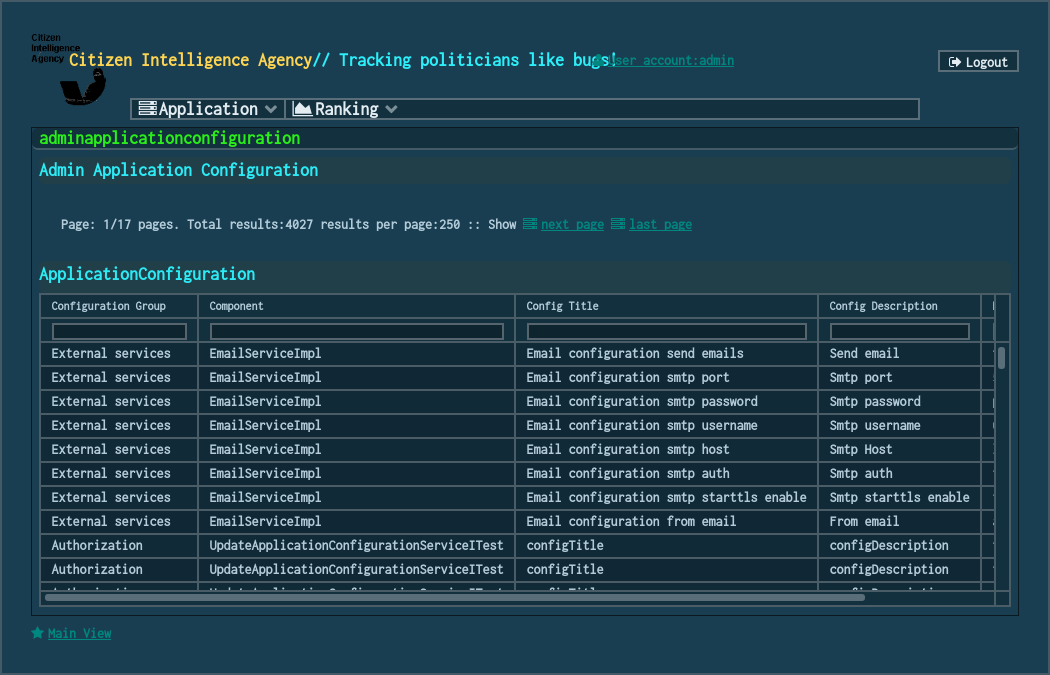 Citizen
Intelligence
Agency
Citizen Intelligence Agency// Tracking politicians like bugs!
User account:admin
Logout
Application Ranking
adminapplicationconfiguration
Admin Application Configuration
Page: 1/17 pages. Total results:4027 results per page:250 :: Show next page last page
ApplicationConfiguration
Configuration Group Component Config Title Config Description
External services EmailServiceImpl Email configuration send emails Send email
External services EmailServiceImpl Email configuration smtp port Smtp port
External services EmailServiceImpl Email configuration smtp password Smtp password
External services EmailServiceImpl Email configuration smtp username Smtp username
External services EmailServiceImpl Email configuration smtp host Smtp Host
External services EmailServiceImpl Email configuration smtp auth Smtp auth
External services EmailServiceImpl Email configuration smtp starttls enable Smtp starttls enable
External services EmailServiceImpl Email configuration from email From email
Authorization UpdateApplicationConfigurationServiceITest configTitle configDescription
Authorization UpdateApplicationConfigurationServiceITest configTitle configDescription
Main View